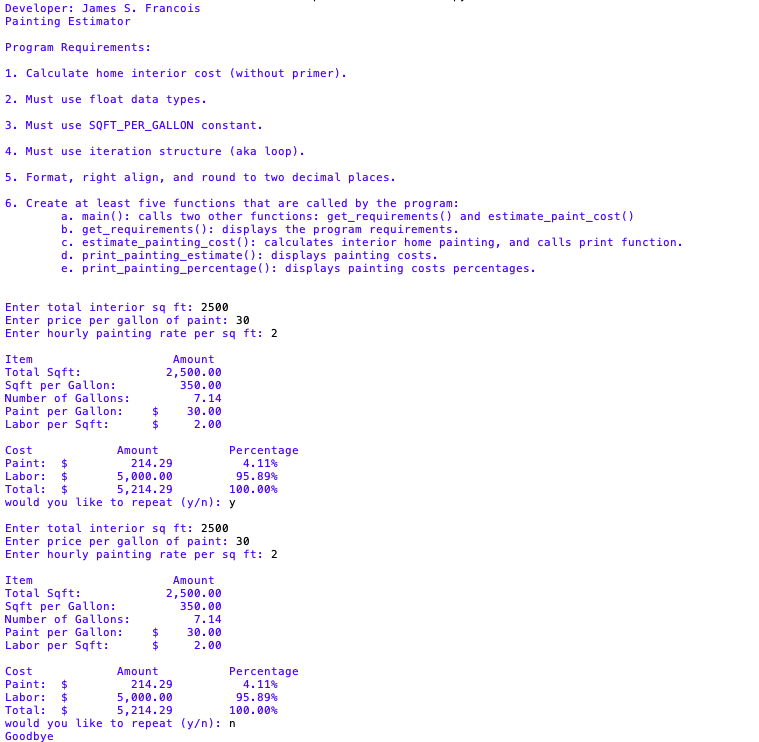 Developer: James S. Francois
Painting Estimator
Program Requirements:
1. Calculate home interior cost (without primer).
2. Must use float data types.
3. Must use SQFT_PER_GALLON constant.
4. Must use iteration structure (aka loop).
5. Format, right align, and round to two decimal places.
6. Create at least five functions that are called by the program:
a. main(): calls two other functions: get_requirements() and estimate_paint_cost()
b. get_requirements(): displays the program requirements.
c. estimate_painting_cost(): calculates interior home painting, and calls print function.
d. print_painting_estimate(): displays painting costs.
e. print_painting_percentage(): displays painting costs percentages.
Enter total interior sq ft: 2500
Enter price per gallon of paint: 30
Enter hourly painting rate per sq ft: 2
Item Amount
Total Sqft: 2,500.00
Sqft per Gallon: 350.00
Number of Gallons: 7.14
Paint per Gallon: $ 30.00
Labor per Sqft: $ 2.00
Cost Amount Percentage
Paint: $ 214.29 4.11%
Labor: $ 5,000.00 95.89%
Total: $ 5,214.29 100.00%
would you like to repeat (y/n): y
Enter total interior sq ft: 2500
Enter price per gallon of paint: 30
Enter hourly painting rate per sq ft: 2
Item Amount
Total Sqft: 2,500.00
Sqft per Gallon: 350.00
Number of Gallons: 7.14
Paint per Gallon: $ 30.00
Labor per Sqft: $ 2.00
Cost Amount Percentage
Paint: $ 214.29 4.11%
Labor: $ 5,000.00 95.89%
Total: $ 5,214.29 100.00%
would you like to repeat (y/n): n
Goodbye